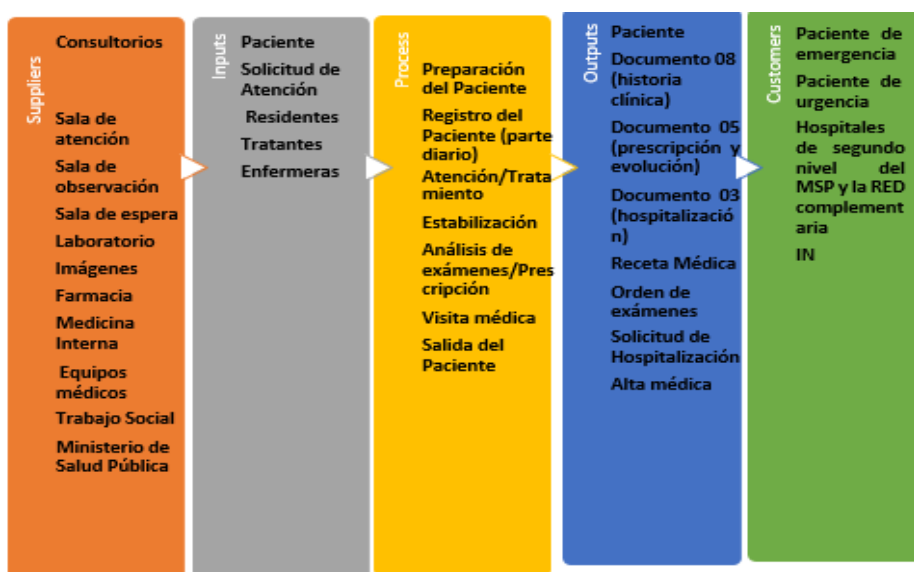 Suppliers
Consultorios
Sala de
atención
Sala de
observación
Sala de espera
Laboratorio
Imágenes
Farmacia
Medicina
Interna
Equipos
médicos
Trabajo Social
Ministerio de
Salud Pública
Inputs
Paciente
Solicitud de
Atención
Residentes
Tratantes
Enfermeras
Process
Preparación
del Paciente
Registro del
Paciente (parte
diario)
Atención/Trata
miento
Estabilización
Análisis de
exámenes/Pres
cripción
Visita médica
Salida del
Paciente
Outputs
Paciente
Documento 08
(historia
clínica)
Documento 05
(prescripción y
evolución)
Documento 03
(hospitalizació
n)
Receta Médica
Orden de
exámenes
Solicitud de
Hospitalización
Alta médica
Customers
Paciente de
emergencia
Paciente de
urgencia
Hospitales
de segundo
nivel del
MSP y la RED
complement
aria
IN